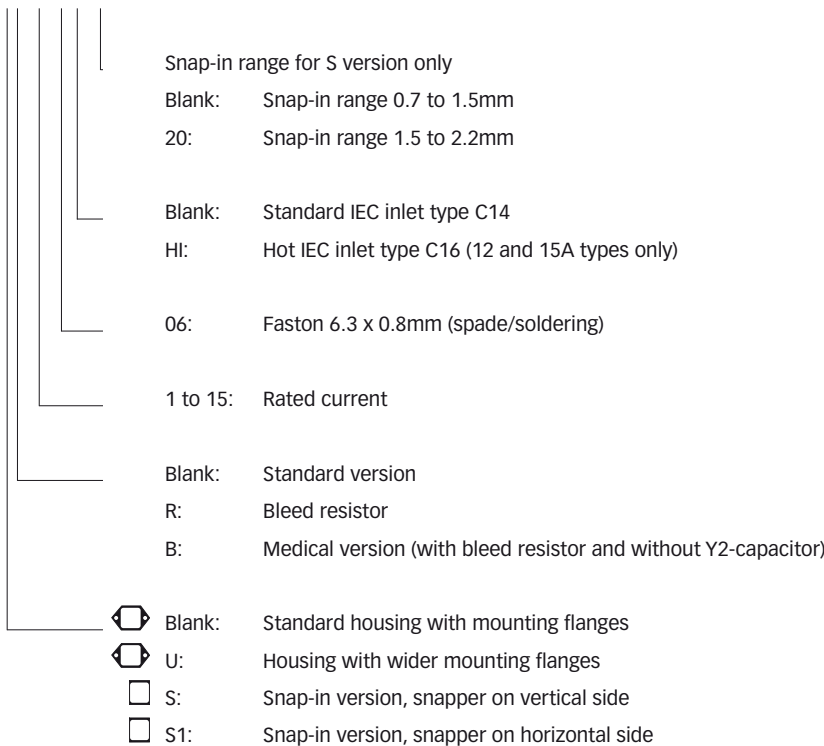 Snap-in range for S version only
Blank: Snap-in range 0.7 to 1.5mm
20: Snap-in range 1.5 to 2.2mm
Blank: Standard IEC inlet type C14
HI: Hot IEC inlet type C16 (12 and 15A types only)
06: Faston 6.3 x 0.8mm (spade/soldering)
1 to 15: Rated current
Blank: Standard version
R: Bleed resistor
B: Medical version (with bleed resistor and without Y2-capacitor)
Blank: Standard housing with mounting flanges
U: Housing with wider mounting flanges
S: Snap-in version, snapper on vertical side
S1: Snap-in version, snapper on horizontal side